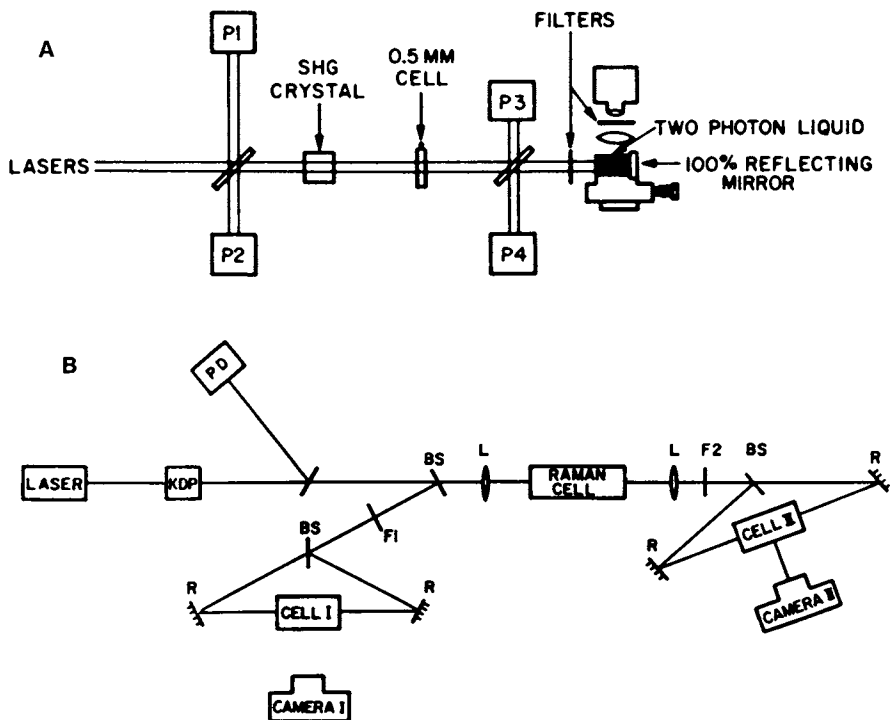 A
P1
SHG
CRYSTAL
0.5 MM
CELL
FILTERS
P3
TWO PHOTON LIQUID
LASERS
100% REFLECTING
MIRROR
P2
P4
B
PD
LASER
KDP
BS
L
RAMAN
CELL
L
F2
BS
R
F1
BS
CELL II
R
R
R
CELL I
CAMERA II
CAMERA I